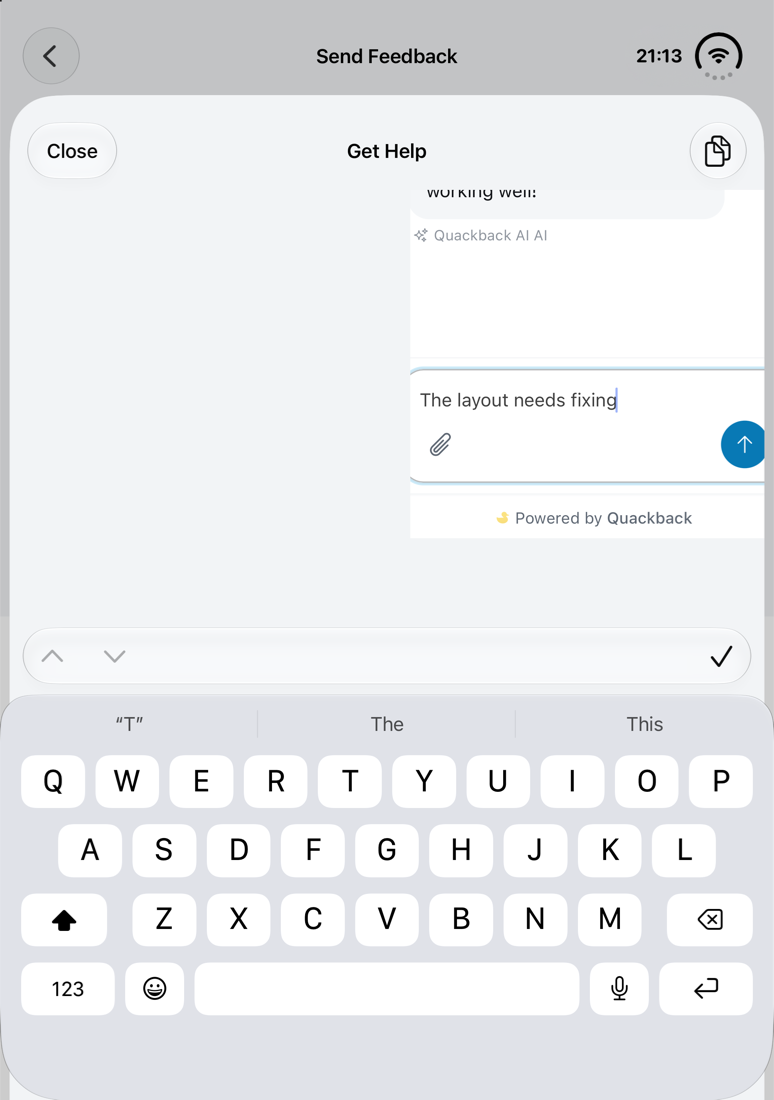 Send Feedback
21:13
Close
Get Help
working well!
Quackback AI AI
The layout needs fixing
Powered by Quackback
“T”
The
This
Q W E R T Y U I O P
A S D F G H J K L
Z X C V B N M
123